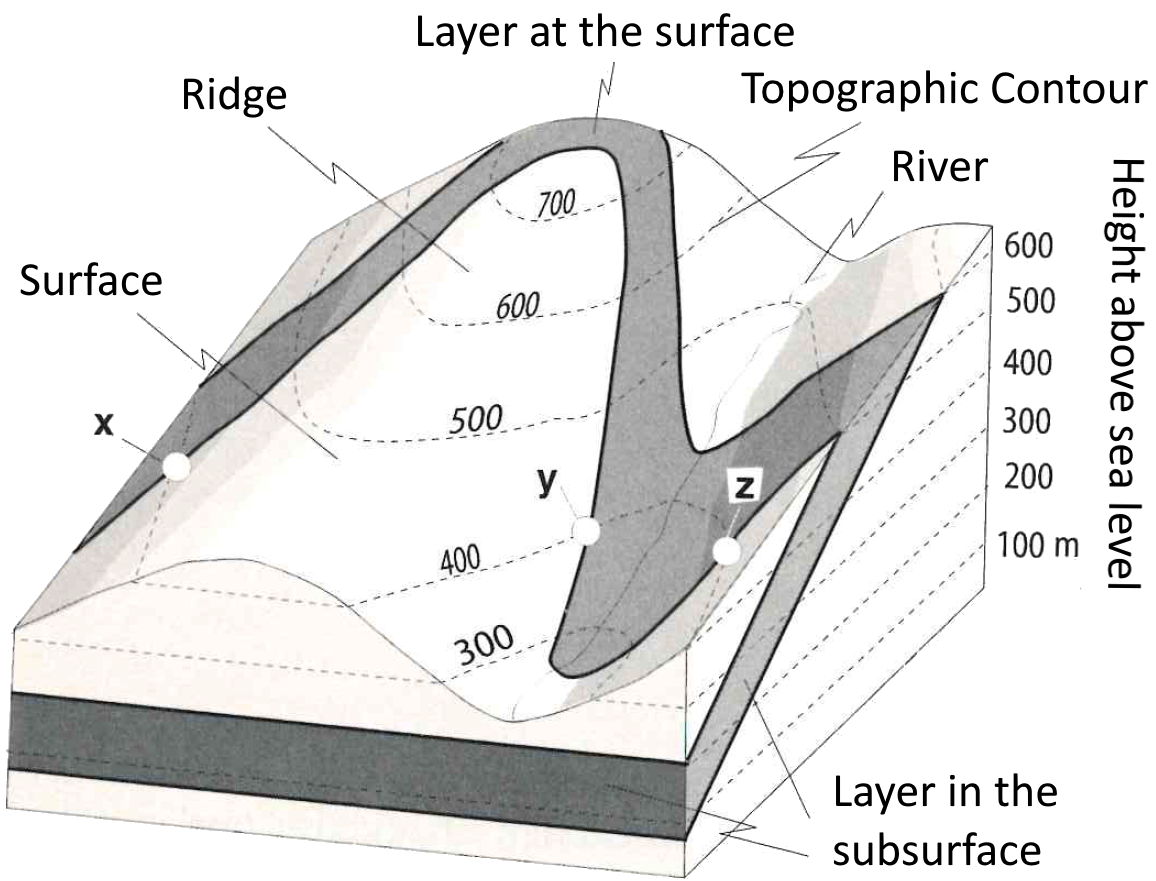 Layer at the surface
Ridge
Topographic Contour
River
Surface
Height above sea level
700
600
500
400
300
600
500
400
300
200
100 m
x
y
z
Layer in the
subsurface